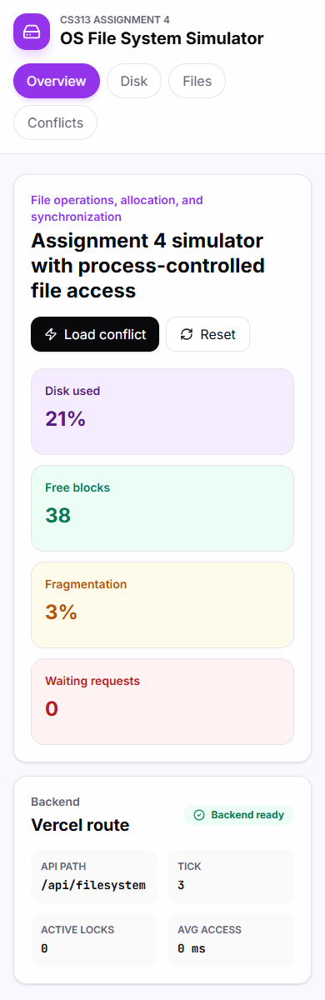 CS313 ASSIGNMENT 4
OS File System Simulator
Overview
Disk
Files
Conflicts
File operations, allocation, and
synchronization
Assignment 4 simulator
with process-controlled
file access
Load conflict
Reset
Disk used
21%
Free blocks
38
Fragmentation
3%
Waiting requests
0
Backend
Vercel route
Backend ready
API PATH
/api/filesystem
TICK
3
ACTIVE LOCKS
0
AVG ACCESS
0 ms